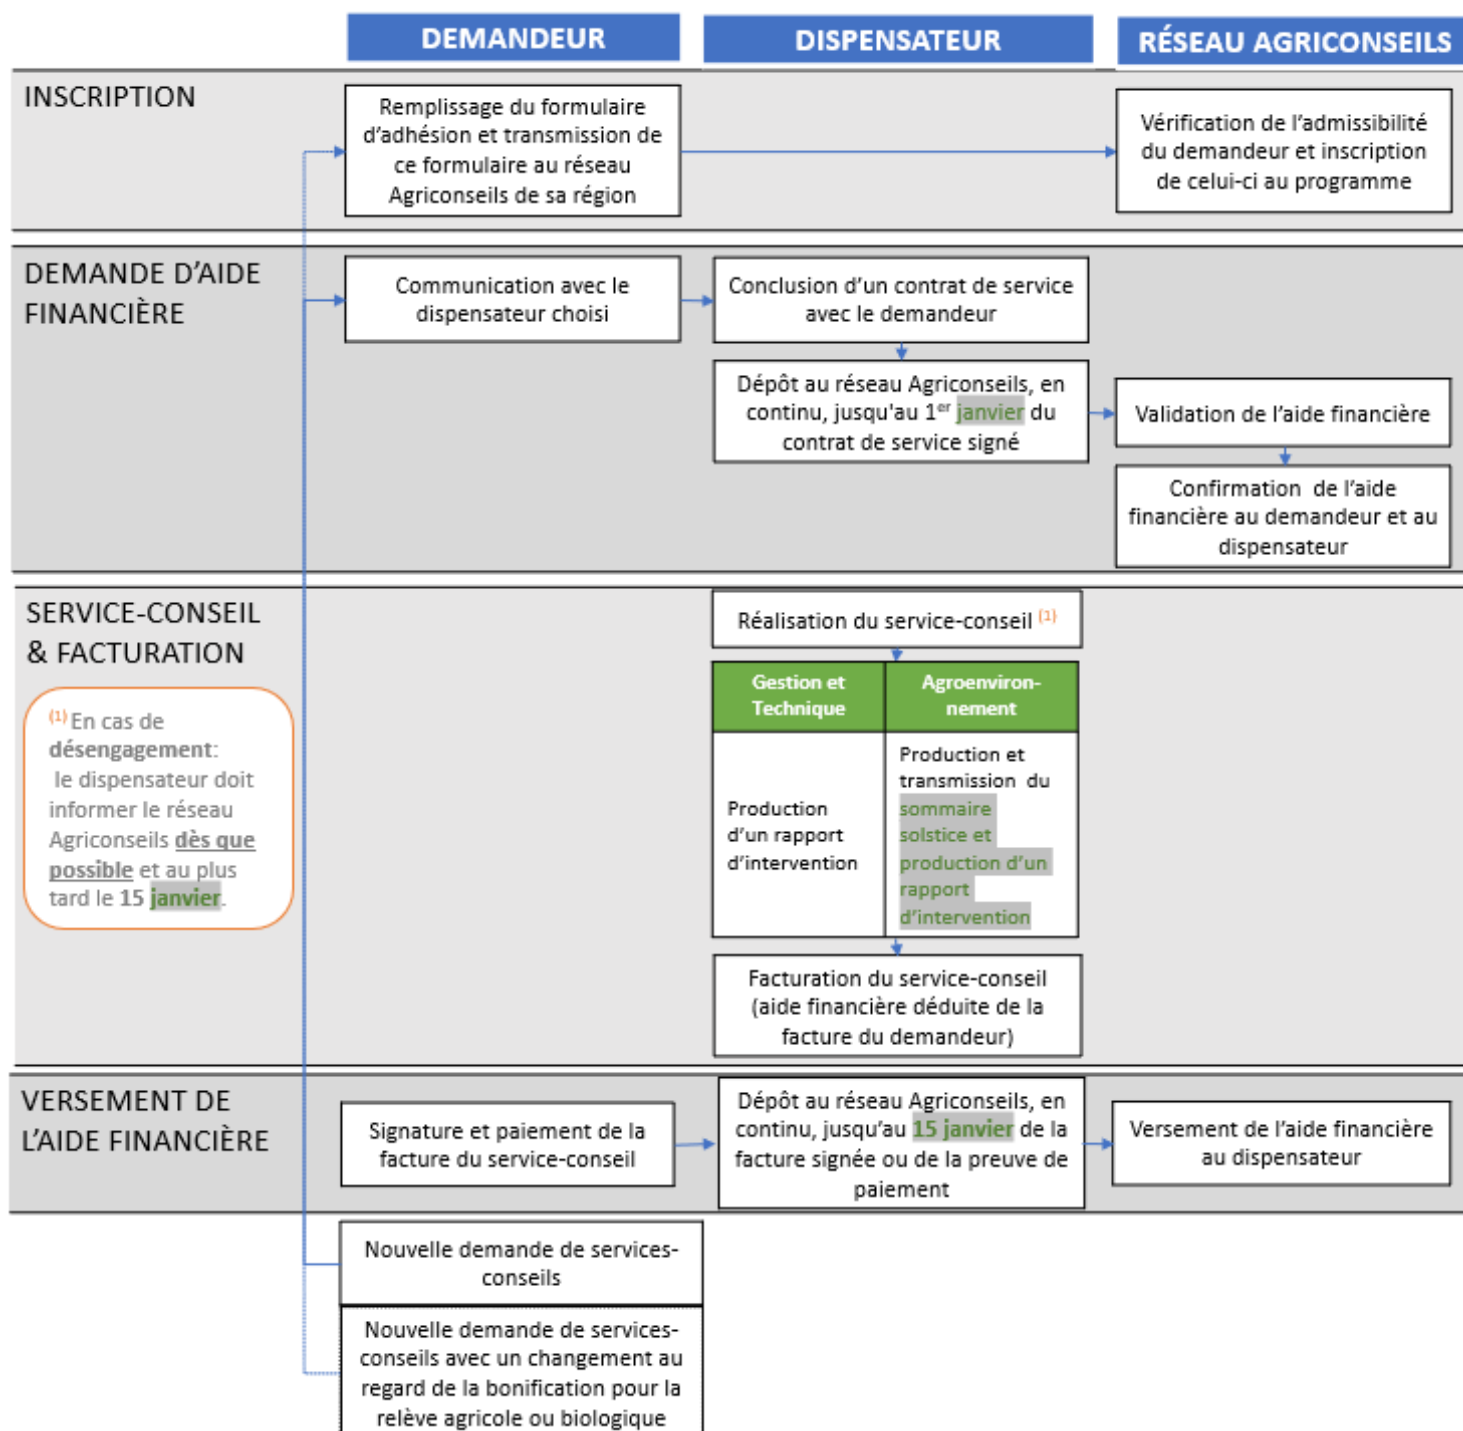 DEMANDEUR
DISPENSATEUR
RÉSEAU AGRICONSEILS
INSCRIPTION
Remplissage du formulaire
d'adhésion et transmission de
ce formulaire au réseau
Agriconseils de sa région
Vérification de l'admissibilité
du demandeur et inscription
de celui-ci au programme
DEMANDE D'AIDE
FINANCIÈRE
Communication avec le
dispensateur choisi
Conclusion d'un contrat de service
avec le demandeur
Dépôt au réseau Agriconseils, en
continu, jusqu'au 1er janvier du
contrat de service signé
Validation de l'aide financière
Confirmation de l'aide
financière au demandeur et au
dispensateur
SERVICE-CONSEIL
& FACTURATION
(1) En cas de
désengagement:
le dispensateur doit
informer le réseau
Agriconseils dès que
possible et au plus
tard le 15 janvier.
Réalisation du service-conseil (1)
Gestion et
Technique
Agroenviron-
nement
Production
d'un rapport
d'intervention
Production et
transmission du
sommaire
solstice et
production d'un
rapport
d'intervention
Facturation du service-conseil
(aide financière déduite de la
facture du demandeur)
VERSEMENT DE
L'AIDE FINANCIÈRE
Signature et paiement de la
facture du service-conseil
Dépôt au réseau Agriconseils, en
continu, jusqu'au 15 janvier de la
facture signée ou de la preuve de
paiement
Versement de l'aide financière
au dispensateur
Nouvelle demande de services-
conseils
Nouvelle demande de services-
conseils avec un changement au
regard de la bonification pour la
relève agricole ou biologique